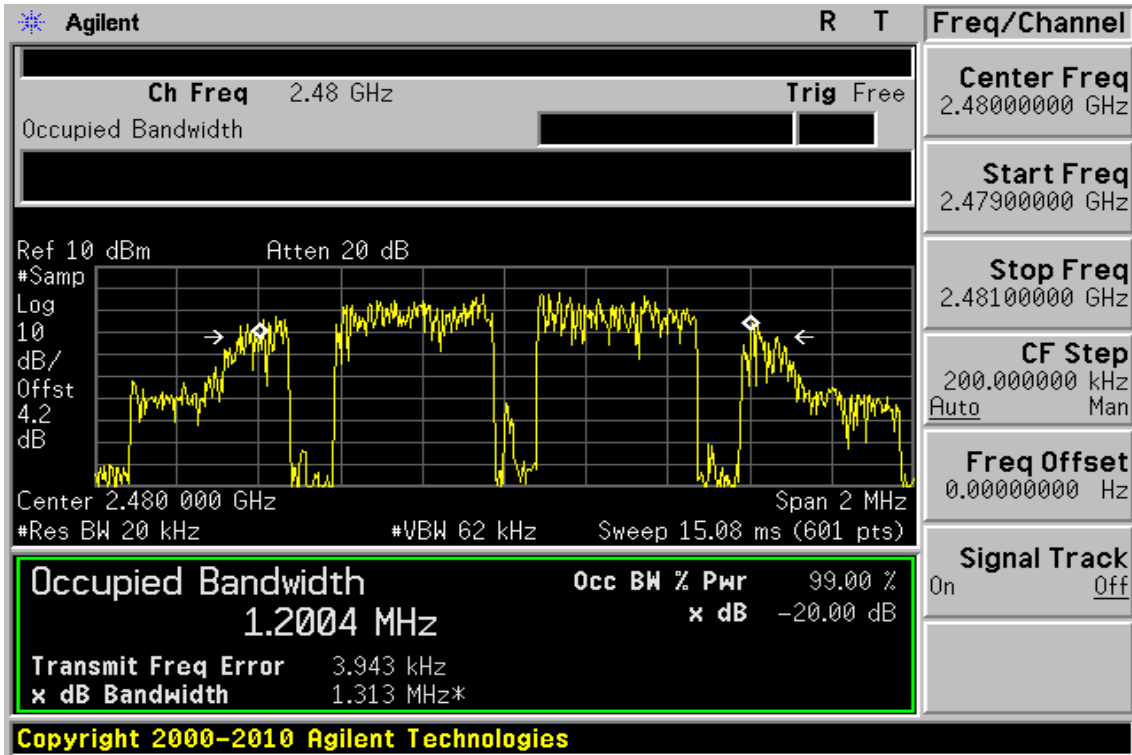 Agilent R T
Freq/Channel
Ch Freq 2.48 GHz Trig Free
Occupied Bandwidth
Center Freq
2.48000000 GHz
Start Freq
2.47900000 GHz
Stop Freq
2.48100000 GHz
CF Step
200.000000 kHz
Auto Man
Freq Offset
0.00000000 Hz
Signal Track
On Off
Ref 10 dBm Atten 20 dB
#Samp
Log
10
dB/
Offst
4.2
dB
Center 2.480 000 GHz Span 2 MHz
#Res BW 20 kHz #VBW 62 kHz Sweep 15.08 ms (601 pts)
Occupied Bandwidth Occ BW % Pwr 99.00 %
1.2004 MHz x dB -20.00 dB
Transmit Freq Error 3.943 kHz
x dB Bandwidth 1.313 MHz*
Copyright 2000-2010 Agilent Technologies